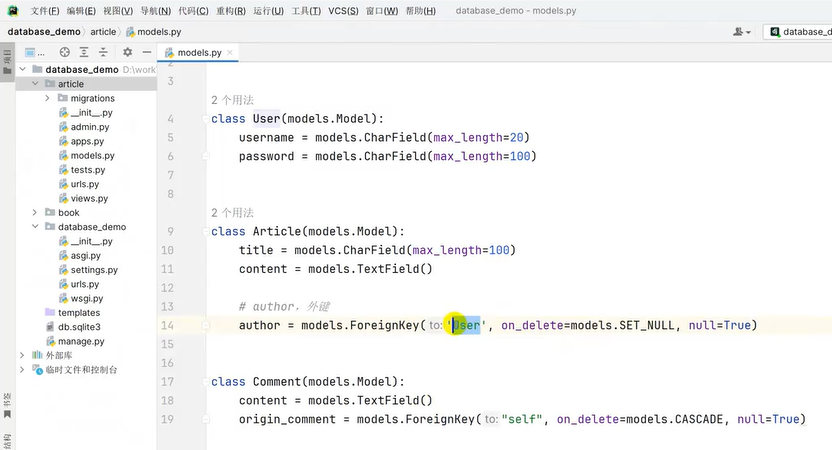 文件(F) 编辑(E) 视图(V) 导航(N) 代码(C) 重构(R) 运行(U) 工具(T) VCS(S) 窗口(W) 帮助(H) database_demo - models.py
database_demo article models.py
database_d
项目
...
models.py
database_demo D:\work
article
migrations
__init__.py
admin.py
apps.py
models.py
tests.py
urls.py
views.py
book
database_demo
__init__.py
asgi.py
settings.py
urls.py
wsgi.py
templates
db.sqlite3
manage.py
外部库
临时文件和控制台
书签
结构
2
3
2 个用法
4 class User(models.Model):
5 username = models.CharField(max_length=20)
6 password = models.CharField(max_length=100)
7
8
2 个用法
9 class Article(models.Model):
10 title = models.CharField(max_length=100)
11 content = models.TextField()
12
13 # author，外键
14 author = models.ForeignKey( to: 'User', on_delete=models.SET_NULL, null=True)
15
16
17 class Comment(models.Model):
18 content = models.TextField()
19 origin_comment = models.ForeignKey( to: "self", on_delete=models.CASCADE, null=True)